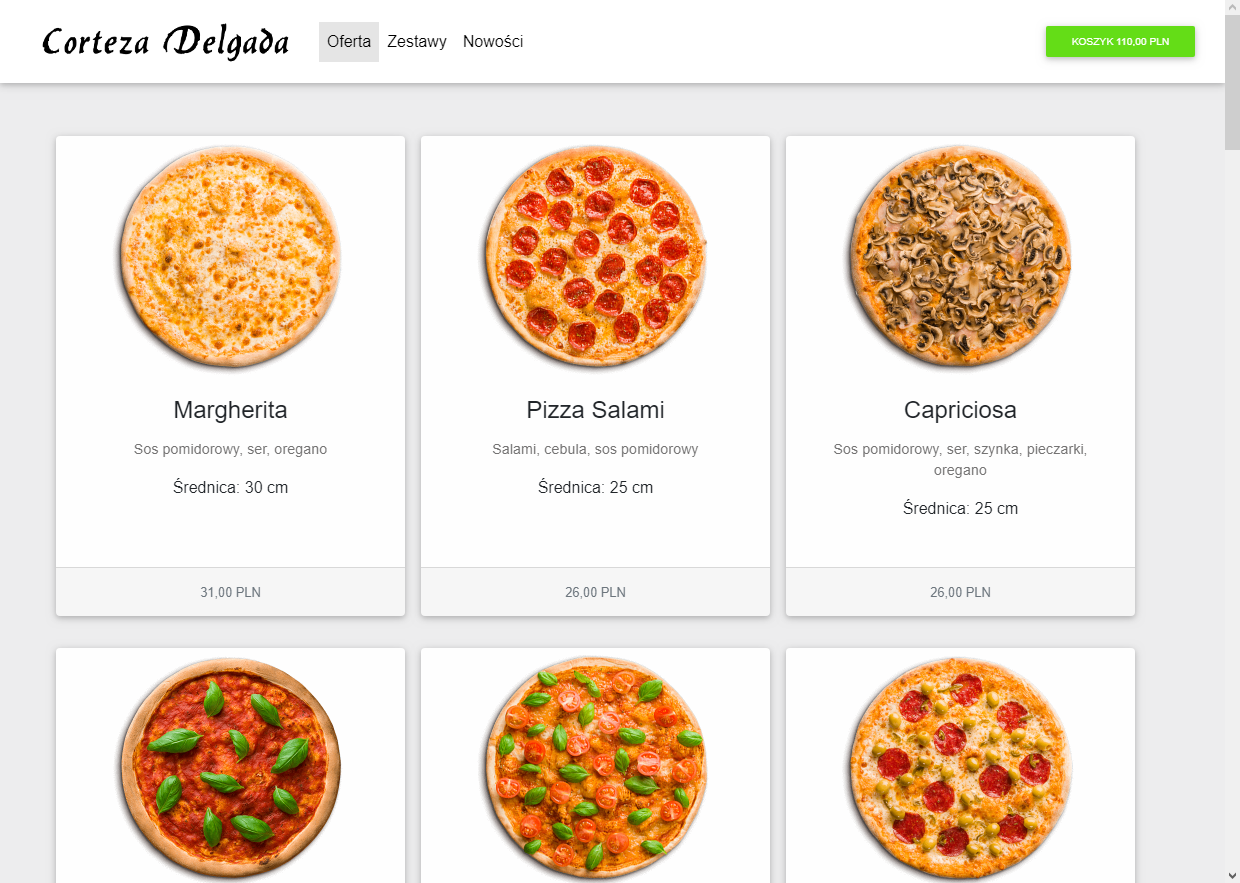 Corteza Delgada
Oferta Zestawy Nowości
KOSZYK 110,00 PLN
Margherita
Sos pomidorowy, ser, oregano
Średnica: 30 cm
31,00 PLN
Pizza Salami
Salami, cebula, sos pomidorowy
Średnica: 25 cm
26,00 PLN
Capriciosa
Sos pomidorowy, ser, szynka, pieczarki,
oregano
Średnica: 25 cm
26,00 PLN